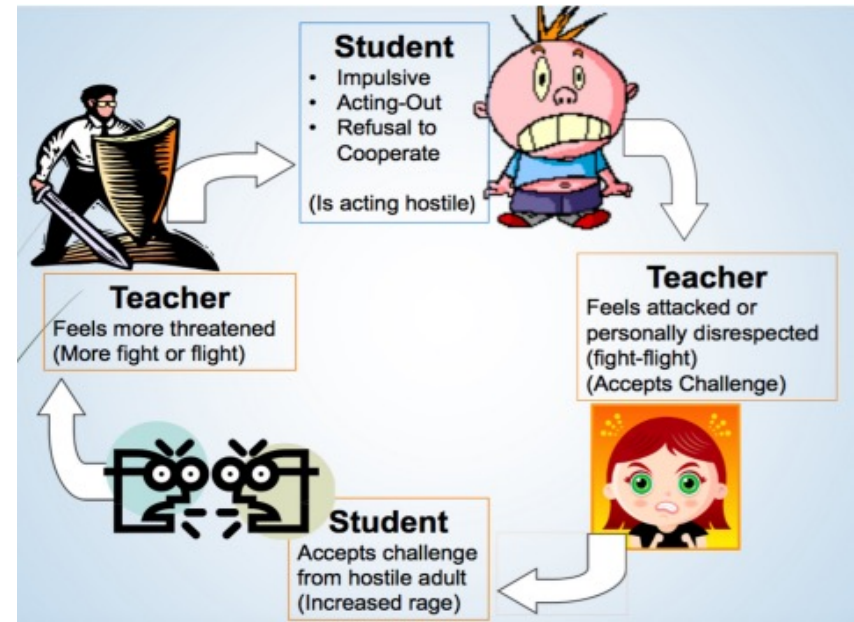 Student
• Impulsive
• Acting-Out
• Refusal to
Cooperate
(Is acting hostile)
Teacher
Feels attacked or
personally disrespected
(fight-flight)
(Accepts Challenge)
Student
Accepts challenge
from hostile adult
(Increased rage)
Teacher
Feels more threatened
(More fight or flight)